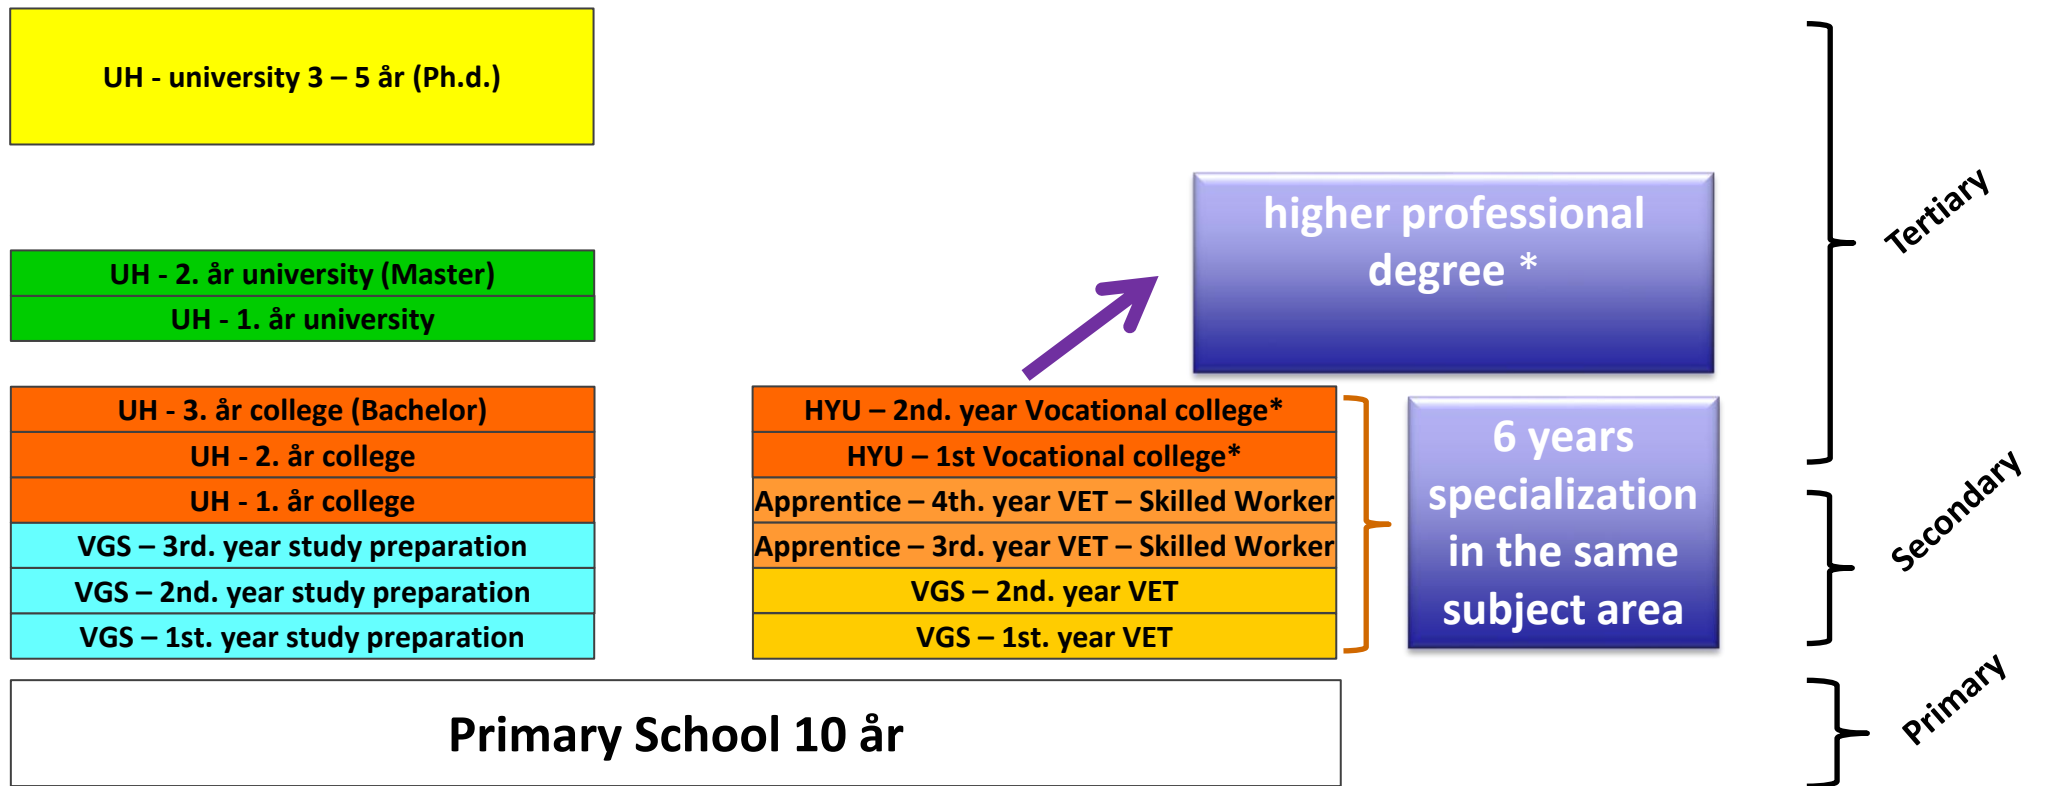 UH - university 3 – 5 år (Ph.d.)
UH - 2. år university (Master)
UH - 1. år university
UH - 3. år college (Bachelor)
UH - 2. år college
UH - 1. år college
VGS – 3rd. year study preparation
VGS – 2nd. year study preparation
VGS – 1st. year study preparation
HYU – 2nd. year Vocational college*
HYU – 1st Vocational college*
Apprentice – 4th. year VET – Skilled Worker
Apprentice – 3rd. year VET – Skilled Worker
VGS – 2nd. year VET
VGS – 1st. year VET
higher professional
degree *
6 years
specialization
in the same
subject area
Tertiary
Secondary
Primary
Primary School 10 år